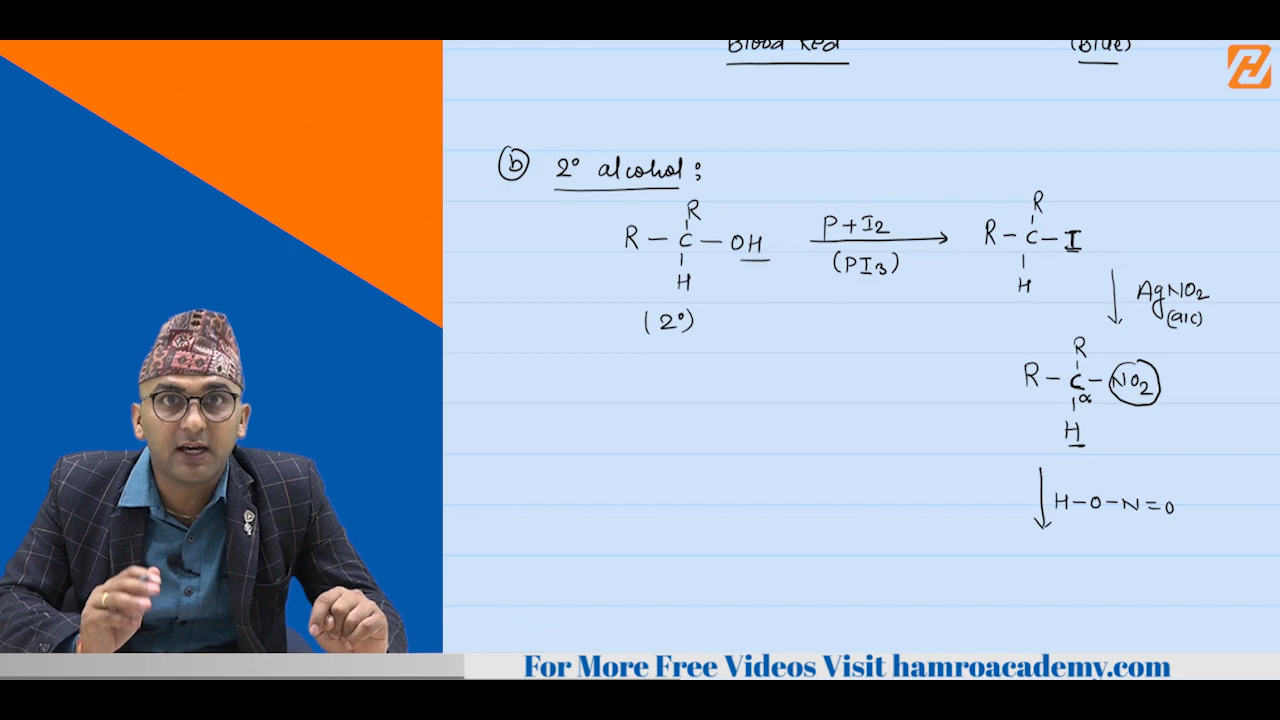 Blood Red (Blue)
(b) 2° alcohol:
R R
R – C – OH P + I2 R – C – I
H (PI3) H
(2°) AgNO2
(alc)
R
R – C – NO2
α
H
H–O–N=O
For More Free Videos Visit hamroacademy.com